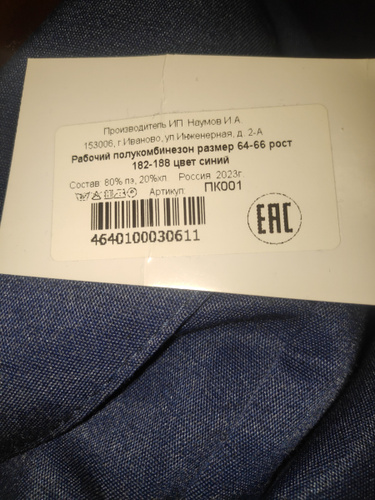 Производитель ИП. Наумов И.А.
153006, г.Иваново, ул.Инженерная, д. 2-А
Рабочий полукомбинезон размер 64-66 рост
182-188 цвет синий
Состав: 80% пэ, 20%хл. Россия. 2023г.
Артикул: ПК001
4640100030611
ЕАС